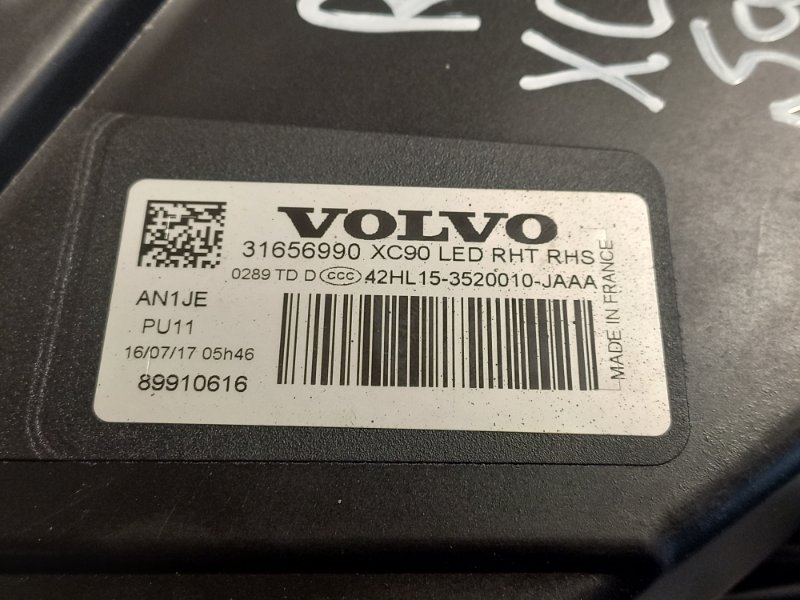 XC
VOLVO
31656990 XC90 LED RHT RHS
0289 TD D CCC 42HL15-3520010-JAAA
AN1JE
PU11
16/07/17 05h46
89910616
MADE IN FRANCE